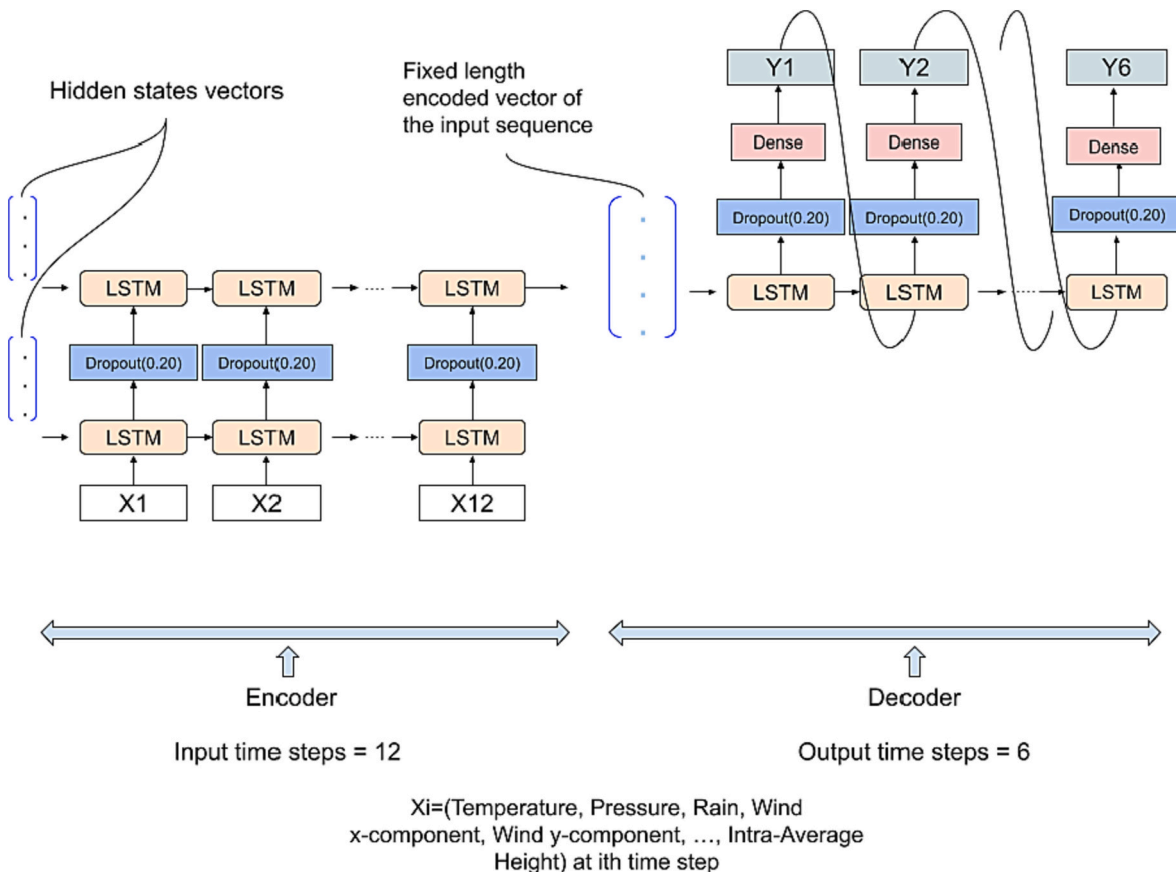 Hidden states vectors
Fixed length
encoded vector of
the input sequence
Y1 Y2 Y6
Dense Dense Dense
Dropout(0.20) Dropout(0.20) Dropout(0.20)
LSTM LSTM LSTM
LSTM LSTM LSTM
Dropout(0.20) Dropout(0.20) Dropout(0.20)
LSTM LSTM LSTM
X1 X2 X12
Encoder
Decoder
Input time steps = 12
Output time steps = 6
Xi=(Temperature, Pressure, Rain, Wind
x-component, Wind y-component, …, Intra-Average
Height) at ith time step